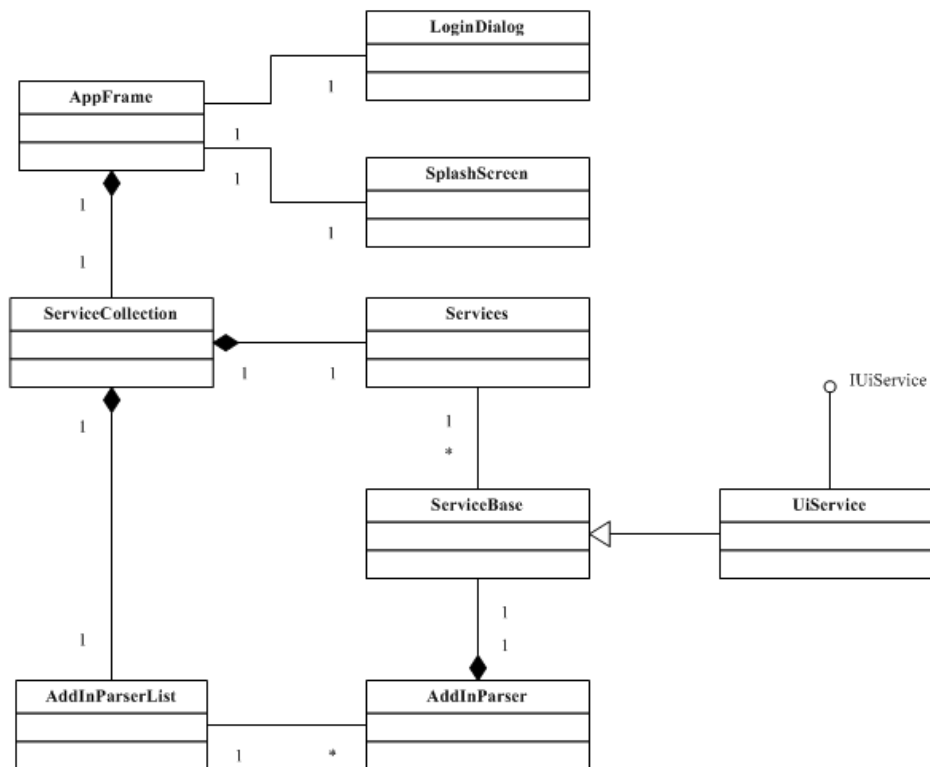 LoginDialog
1
AppFrame
1
1
SplashScreen
1
1
1
ServiceCollection
Services
1
1
IUiService
1
1
*
ServiceBase
UiService
1
1
1
AddInParserList
AddInParser
1
*